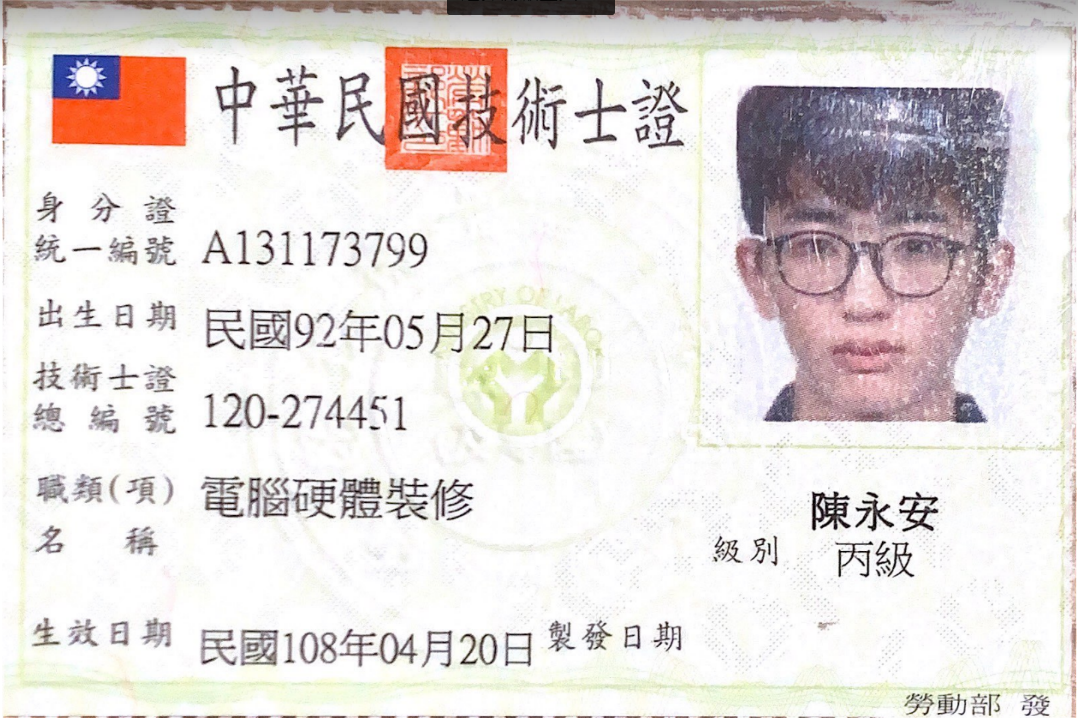 中華民國技術士證
身分證
統一編號 A131173799
出生日期 民國92年05月27日
技術士證
總編號 120-274451
職類(項) 電腦硬體裝修
名稱
陳永安
級別 丙級
生效日期 民國108年04月20日 製發日期
勞動部 發